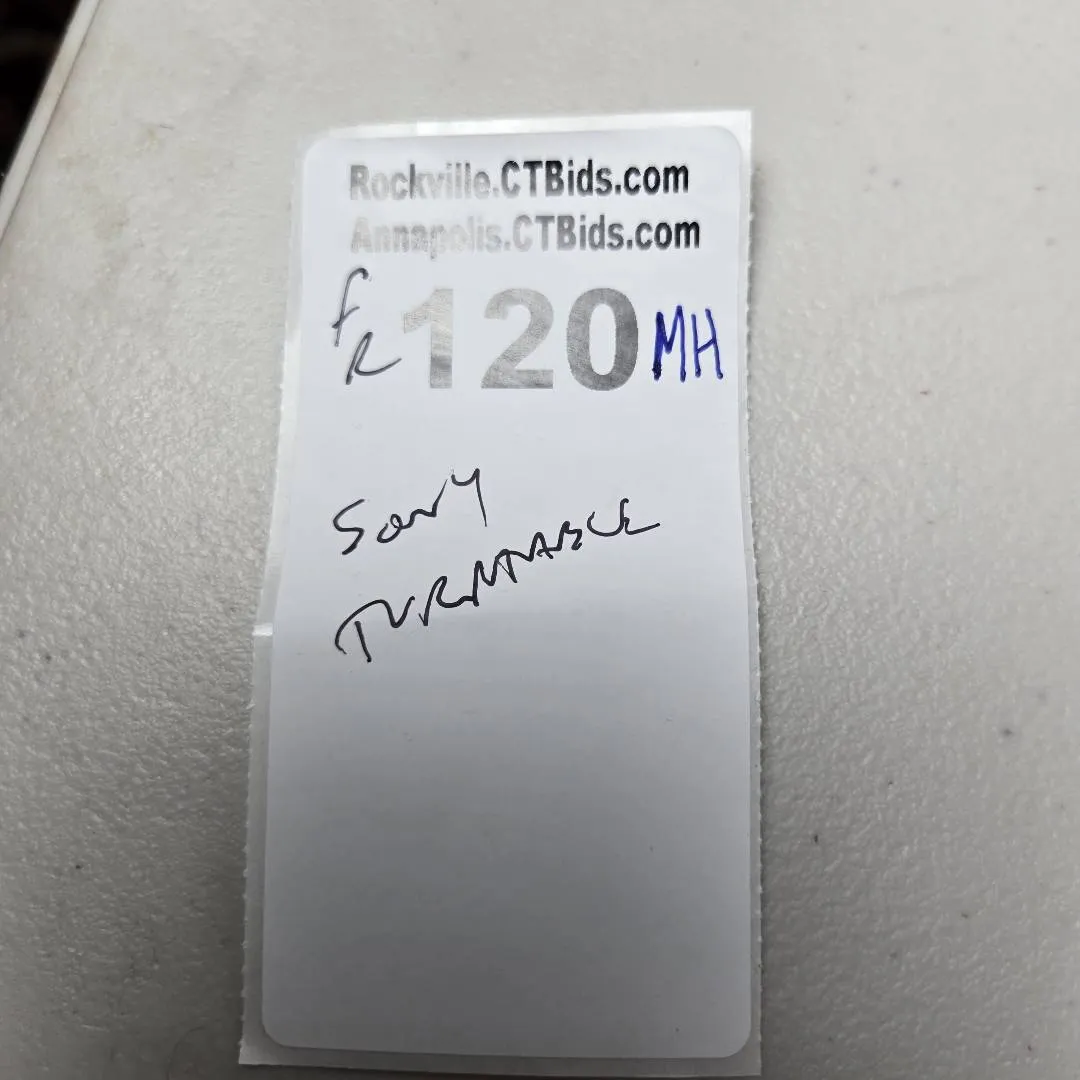 Rockville.CTBids.com
Annapolis.CTBids.com
FR 120 MH
Sony
TURNTABLE